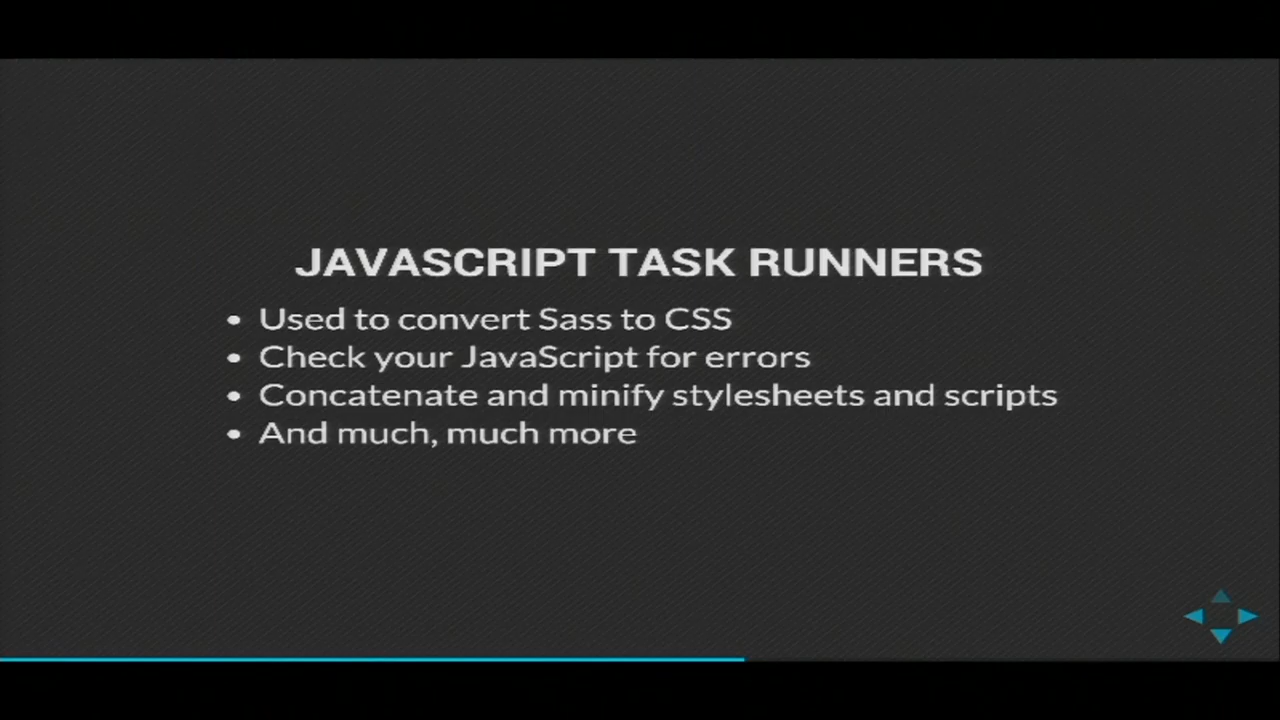 JAVASCRIPT TASK RUNNERS
• Used to convert Sass to CSS
• Check your JavaScript for errors
• Concatenate and minify stylesheets and scripts
• And much, much more